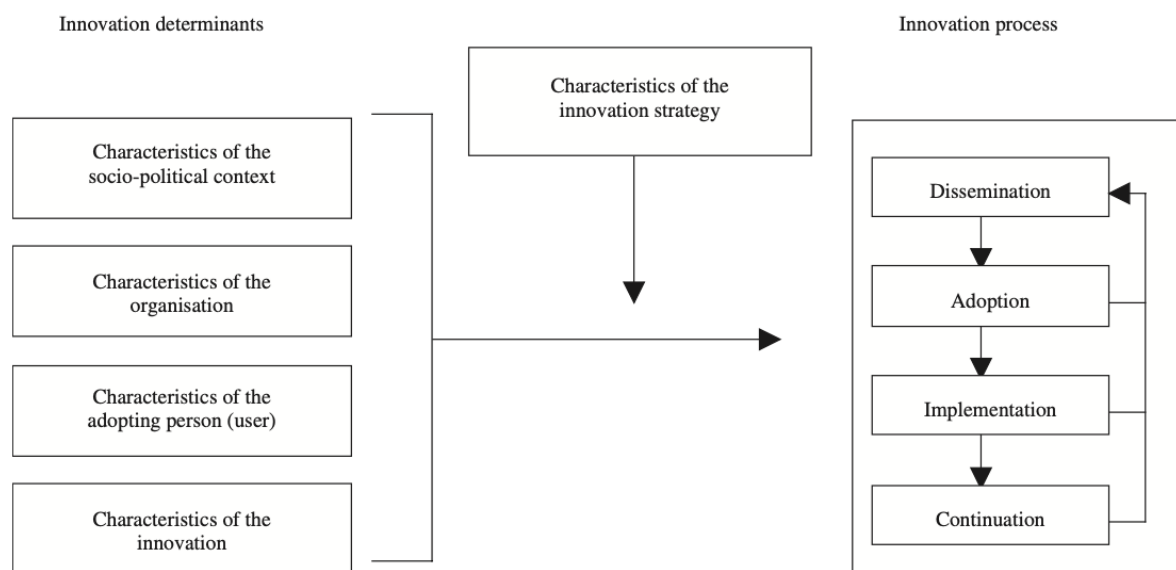 Innovation determinants
Innovation process
Characteristics of the
innovation strategy
Characteristics of the
socio-political context
Characteristics of the
organisation
Characteristics of the
adopting person (user)
Characteristics of the
innovation
Dissemination
Adoption
Implementation
Continuation